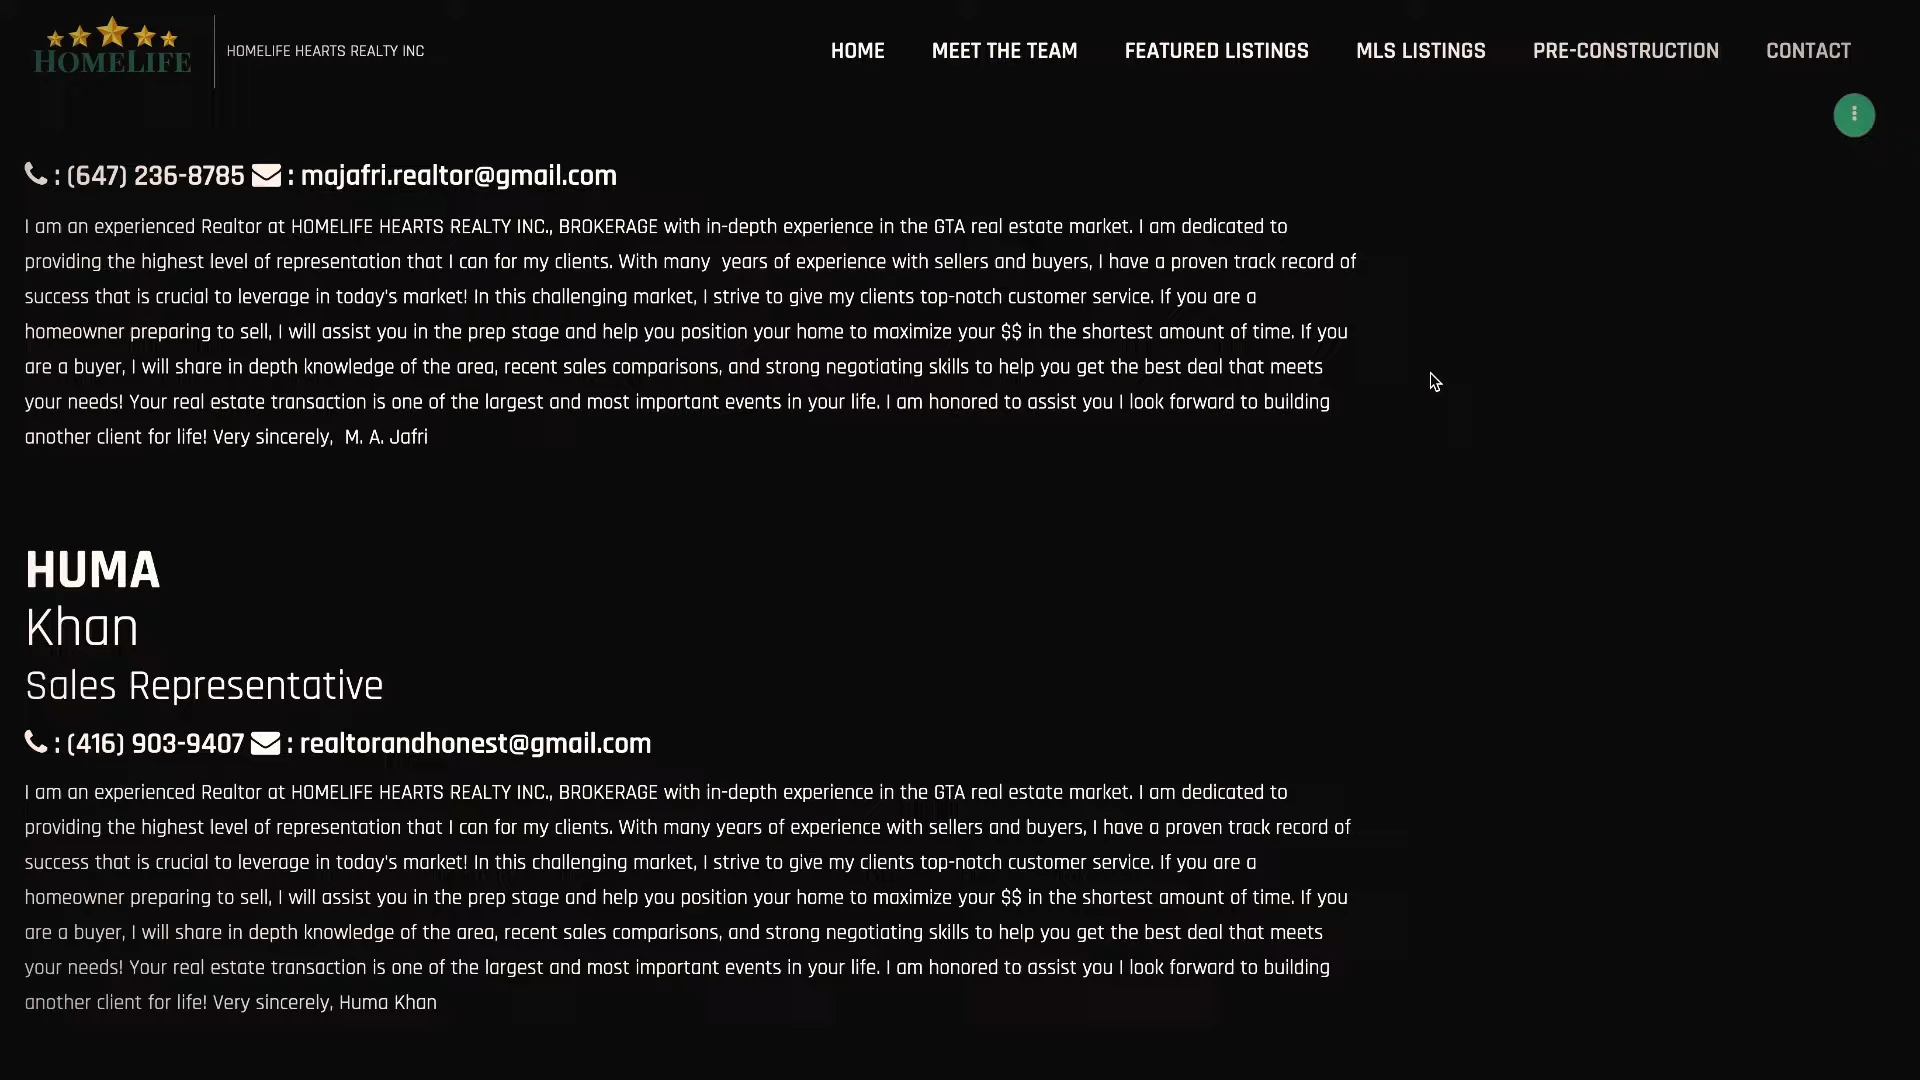 HOMELIFE
HOMELIFE HEARTS REALTY INC
HOME MEET THE TEAM FEATURED LISTINGS MLS LISTINGS PRE-CONSTRUCTION CONTACT
: (647) 236-8785 : majafri.realtor@gmail.com
I am an experienced Realtor at HOMELIFE HEARTS REALTY INC., BROKERAGE with in-depth experience in the GTA real estate market. I am dedicated to
providing the highest level of representation that I can for my clients. With many  years of experience with sellers and buyers, I have a proven track record of
success that is crucial to leverage in today's market! In this challenging market, I strive to give my clients top-notch customer service. If you are a
homeowner preparing to sell, I will assist you in the prep stage and help you position your home to maximize your $$ in the shortest amount of time. If you
are a buyer, I will share in depth knowledge of the area, recent sales comparisons, and strong negotiating skills to help you get the best deal that meets
your needs! Your real estate transaction is one of the largest and most important events in your life. I am honored to assist you I look forward to building
another client for life! Very sincerely,  M. A. Jafri
HUMA
Khan
Sales Representative
: (416) 903-9407 : realtorandhonest@gmail.com
I am an experienced Realtor at HOMELIFE HEARTS REALTY INC., BROKERAGE with in-depth experience in the GTA real estate market. I am dedicated to
providing the highest level of representation that I can for my clients. With many years of experience with sellers and buyers, I have a proven track record of
success that is crucial to leverage in today's market! In this challenging market, I strive to give my clients top-notch customer service. If you are a
homeowner preparing to sell, I will assist you in the prep stage and help you position your home to maximize your $$ in the shortest amount of time. If you
are a buyer, I will share in depth knowledge of the area, recent sales comparisons, and strong negotiating skills to help you get the best deal that meets
your needs! Your real estate transaction is one of the largest and most important events in your life. I am honored to assist you I look forward to building
another client for life! Very sincerely, Huma Khan